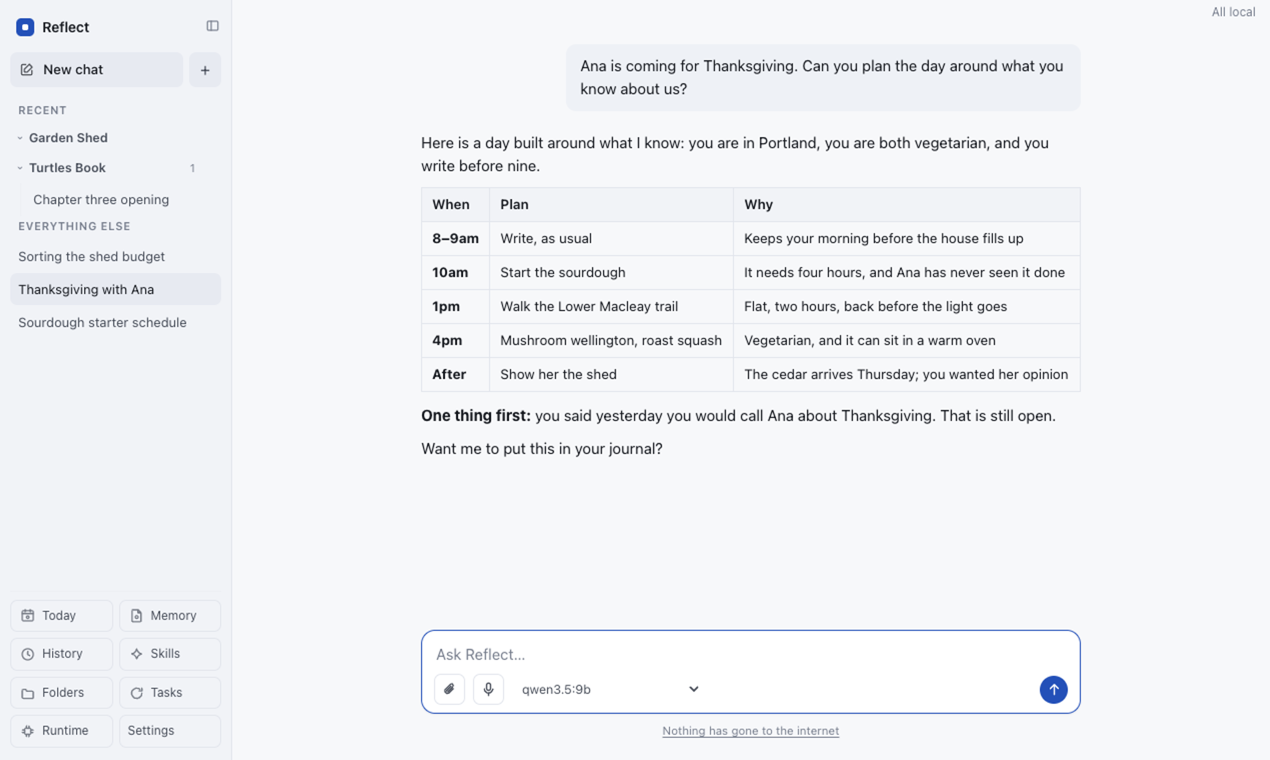 Reflect
All local
New chat
+
RECENT
Garden Shed
Turtles Book 1
Chapter three opening
EVERYTHING ELSE
Sorting the shed budget
Thanksgiving with Ana
Sourdough starter schedule
Ana is coming for Thanksgiving. Can you plan the day around what you
know about us?
Here is a day built around what I know: you are in Portland, you are both vegetarian, and you
write before nine.
When Plan Why
8–9am Write, as usual Keeps your morning before the house fills up
10am Start the sourdough It needs four hours, and Ana has never seen it done
1pm Walk the Lower Macleay trail Flat, two hours, back before the light goes
4pm Mushroom wellington, roast squash Vegetarian, and it can sit in a warm oven
After Show her the shed The cedar arrives Thursday; you wanted her opinion
One thing first: you said yesterday you would call Ana about Thanksgiving. That is still open.
Want me to put this in your journal?
Today Memory
History Skills
Folders Tasks
Runtime Settings
Ask Reflect...
qwen3.5:9b
Nothing has gone to the internet